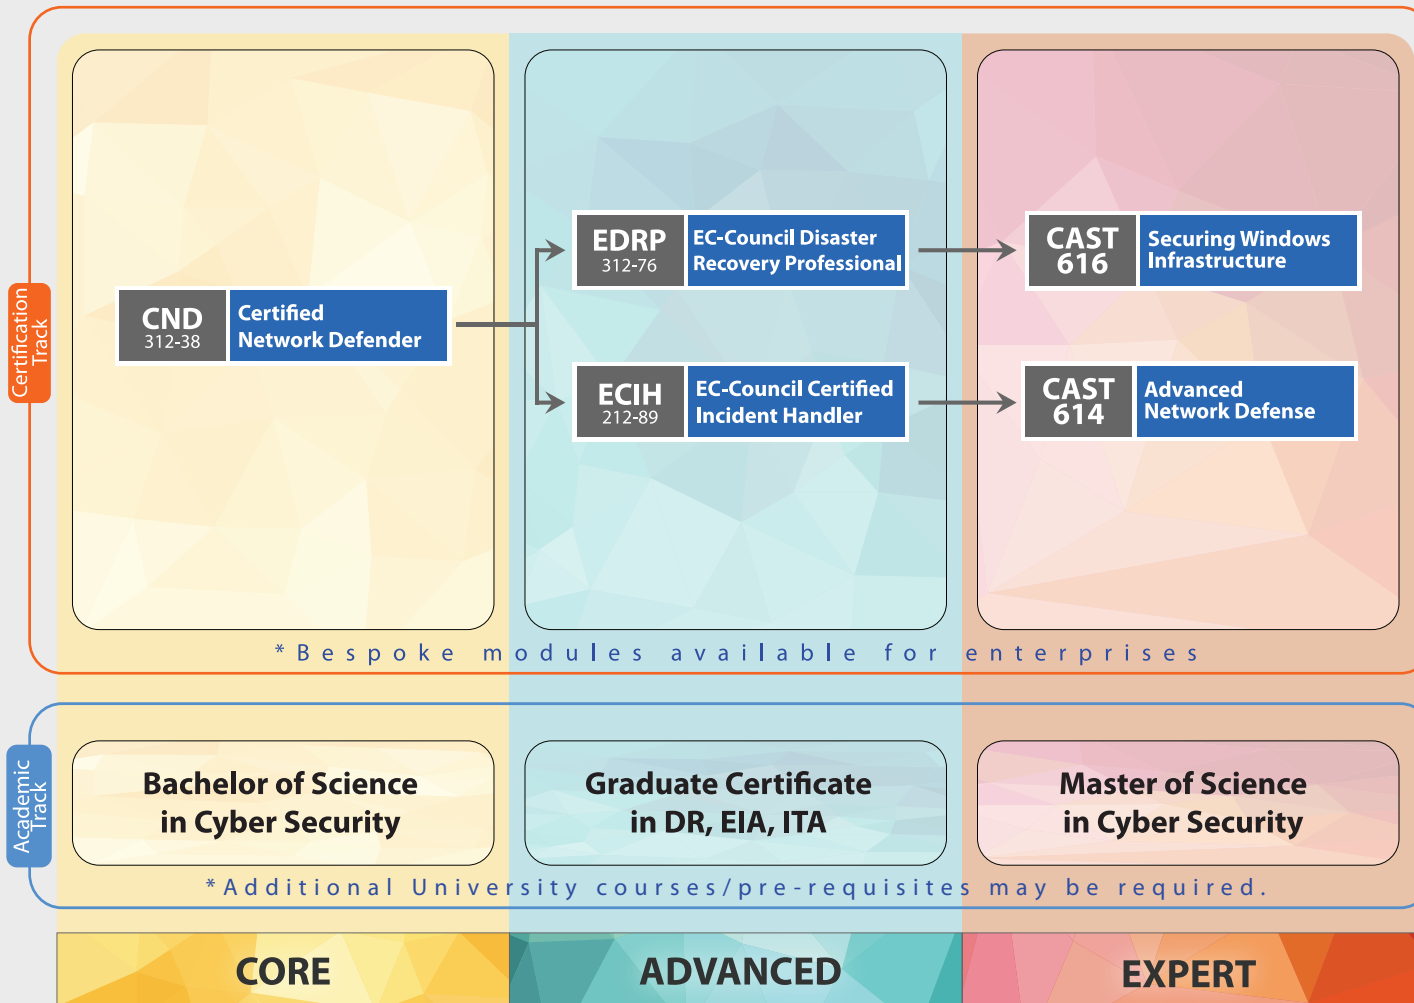 Certification
Track
CND
312-38
Certified
Network Defender
EDRP
312-76
EC-Council Disaster
Recovery Professional
ECIH
212-89
EC-Council Certified
Incident Handler
CAST
616
Securing Windows
Infrastructure
CAST
614
Advanced
Network Defense
*Bespoke modules available for enterprises
Academic
Track
Bachelor of Science
in Cyber Security
Graduate Certificate
in DR, EIA, ITA
Master of Science
in Cyber Security
*Additional University courses/pre-requisites may be required.
CORE
ADVANCED
EXPERT